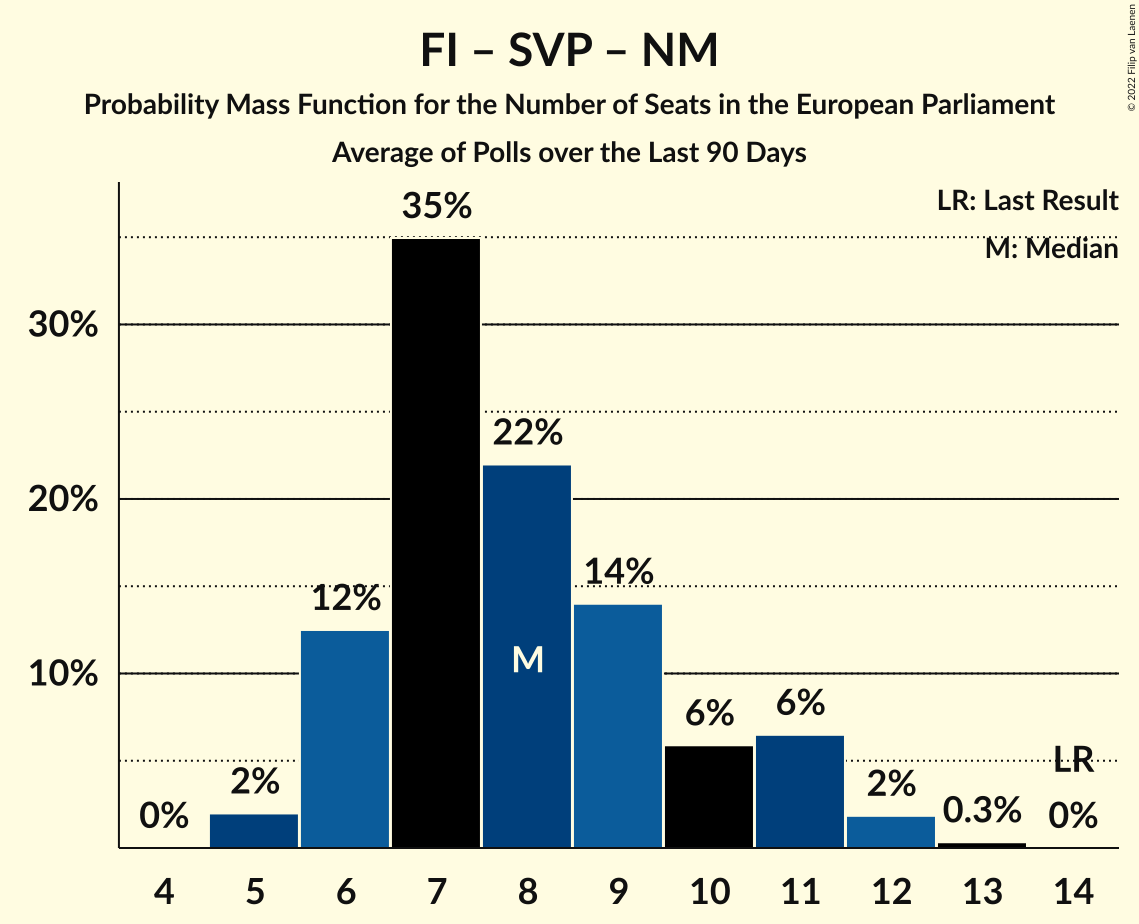 FI – SVP – NM
Probability Mass Function for the Number of Seats in the European Parliament
Average of Polls over the Last 90 Days
© 2022 Filip van Laenen
LR: Last Result
M: Median
35%
30%
22%
20%
14%
12%
M
10%
6%
6%
LR
2%
2%
0.3%
0%
0%
4 5 6 7 8 9 10 11 12 13 14